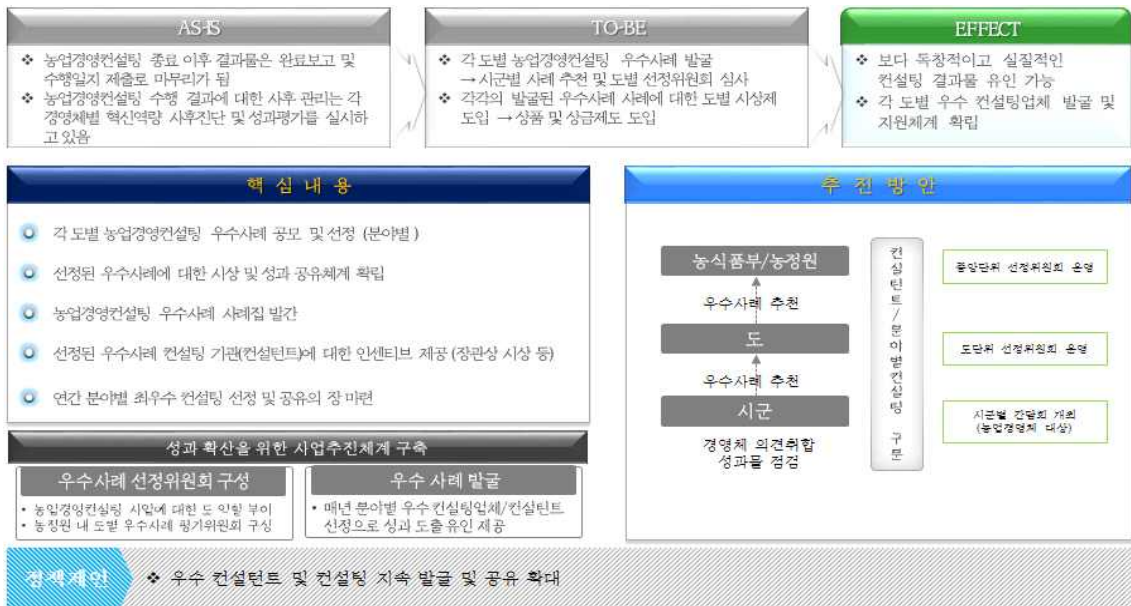 AS-IS
❖ 농업경영컨설팅 종료 이후 결과물은 완료보고 및
수행일지 제출로 마무리가 됨
❖ 농업경영컨설팅 수행 결과에 대한 사후 관리는 각
경영체별 혁신역량 사후진단 및 성과평가를 실시하
고 있음
TO-BE
❖ 각 도별 농업경영컨설팅 우수사례 발굴
→ 시군별 사례 추천 및 도별 선정위원회 심사
❖ 각각의 발굴된 우수사례 사례에 대한 도별 시상제
도입 → 상품 및 상금제도 도입
EFFECT
❖ 보다 독창적이고 실질적인
컨설팅 결과물 유인 가능
❖ 각 도별 우수 컨설팅업체 발굴 및
지원체계 확립
핵 심 내 용
각 도별 농업경영컨설팅 우수사례 공모 및 선정 (분야별 )
선정된 우수사례에 대한 시상 및 성과 공유체계 확립
농업경영컨설팅 우수사례 사례집 발간
선정된 우수사례 컨설팅 기관(컨설턴트)에 대한 인센티브 제공 (장관상 시상 등)
연간 분야별 최우수 컨설팅 선정 및 공유의 장 마련
성과 확산을 위한 사업추진체계 구축
우수사례 선정위원회 구성
• 농업경영컨설팅 사업에 대한 도 역할 부여
• 농정원 내 도별 우수사례 평가위원회 구성
우수 사례 발굴
• 매년 분야별 우수 컨설팅업체/컨설턴트
선정으로 성과 도출 유인 제공
추 진 방 안
농식품부/농정원
우수사례 추천
도
우수사례 추천
시군
경영체 의견취합
성과물 점검
컨설턴트/분야별컨설팅 구분
중앙단위 선정위원회 운영
도단위 선정위원회 운영
시군별 간담회 개최
(농업경영체 대상)
정책제언
❖ 우수 컨설턴트 및 컨설팅 지속 발굴 및 공유 확대